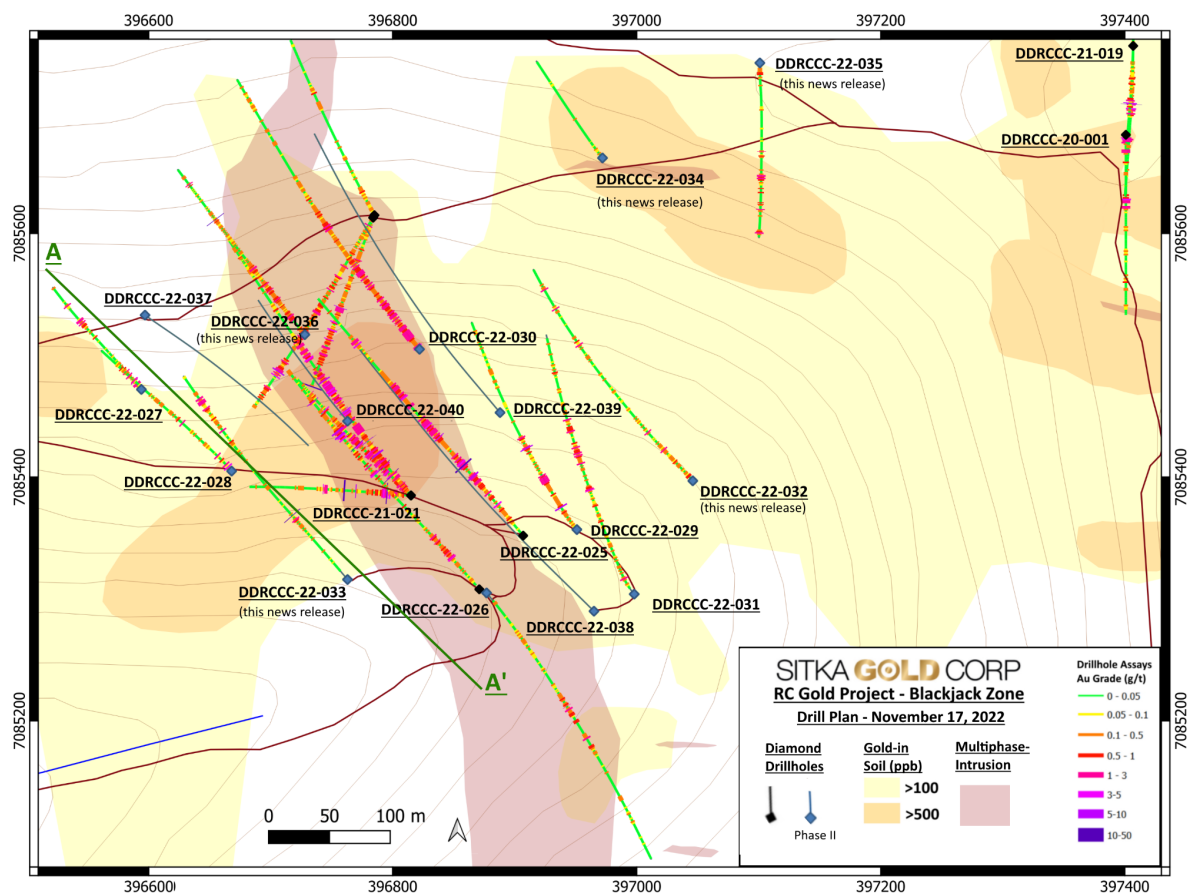 396600
396800
397000
397200
397400
DDRCCC-21-019
DDRCCC-22-035
(this news release)
DDRCCC-20-001
DDRCCC-22-034
(this news release)
7085600
7085600
A
DDRCCC-22-037
DDRCCC-22-036
(this news release)
DDRCCC-22-030
DDRCCC-22-027
DDRCCC-22-040
DDRCCC-22-039
7085400
7085400
DDRCCC-22-028
DDRCCC-22-032
(this news release)
DDRCCC-21-021
DDRCCC-22-029
DDRCCC-22-025
DDRCCC-22-033
(this news release)
DDRCCC-22-026
DDRCCC-22-031
DDRCCC-22-038
A'
7085200
7085200
SITKA GOLD CORP
RC Gold Project - Blackjack Zone
Drill Plan - November 17, 2022
Diamond
Drillholes
Phase II
Gold-in
Soil (ppb)
>100
>500
Multiphase-
Intrusion
Drillhole Assays
Au Grade (g/t)
0 - 0.05
0.05 - 0.1
0.1 - 0.5
0.5 - 1
1 - 3
3-5
5-10
10-50
0 50 100 m
396600
396800
397000
397200
397400